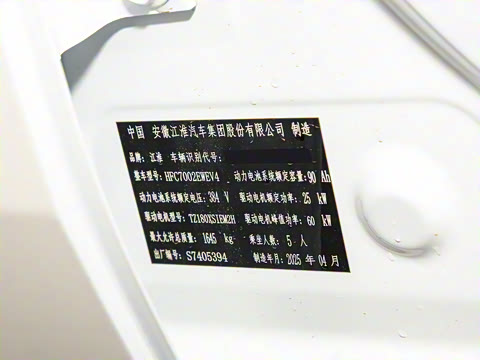 中国 安徽江淮汽车集团股份有限公司 制造
品牌：江淮 车辆识别代号：
整车型号：HFC7002EWEV4 动力电池系统额定容量：90 Ah
动力电池系统额定电压：384 V 驱动电机额定功率：25 kW
驱动电机型号：TZ180XS1EM2H 驱动电机峰值功率：60 kW
最大允许总质量：1645 kg 乘坐人数：5 人
出厂编号：S7405394 制造年月：2025 年 04 月